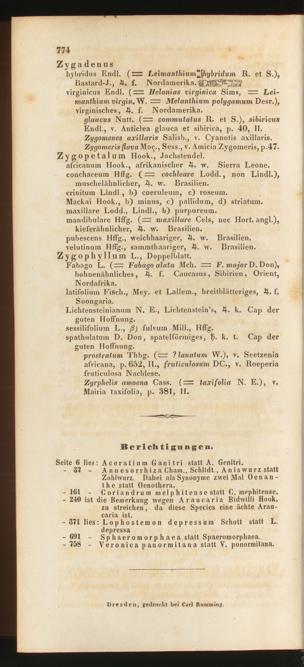 774
Zygadenus
hybridus Endl. (= Leimanthium hybridum R. et S.),
Bastard-J., ♃. f. Nordamerika.
virginicus Endl. (= Helonias virginica Sims, = Lei-
manthium virgin. W. = Melanthium polygamum Desr.),
virginisches, ♃. f. Nordamerika.
glaucus Nutt. (= commutatus R. et S.), sibiricus
Endl., v. Anticlea glauca et sibirica, p. 40, II.
Zygomenes axillaris Salisb., v. Cyanotis axillaris.
Zygomeris flava Moç., Sess., v. Amicia Zygomeris, p. 47.
Zygopetalum Hook., Jochstendel.
africanum Hook., afrikanischer ♃. w. Sierra Leone.
conchaceum Hffg. (= cochleare Lodd., non Lindl.),
muschelähnlicher, ♃. w. Brasilien.
crinitum Lindl., b) coeruleum, c) roseum.
Mackai Hook., b) minus, c) pallidum, d) striatum.
maxillare Lodd., Lindl., b) purpureum.
mandibulare Hffg. (= maxillare Cels, nec Hort. angl.),
kieferähnlicher, ♃. w. Brasilien.
pubescens Hffg., weichhaariger, ♃. w. Brasilien.
velutinum Hffg., sammthaariger, ♃. w. Brasilien.
Zygophyllum L., Doppelblatt.
Fabago L. (= Fabago alata Mch. = F. major D. Don),
bohnenähnliches, ♃. f. Caucasus, Sibirien, Orient,
Nordafrika.
latifolium Fisch., Mey. et Lallem., breitblätteriges, ♃. f.
Soongaria.
Lichtensteinianum N. E., Lichtenstein's, ♄. k. Cap der
guten Hoffnung.
sessilifolium L., β) fulvum Mill., Hffg.
spathulatum D. Don, spatelförmiges, ♄. k. t. Cap der
guten Hoffnung.
prostratum Thbg. (= ? lanatum W.), v. Seetzenia
africana, p. 652, II., fruticulosum DC., v. Roeperia
fruticulosa Nachlese.
Zyrphelis amoena Cass. (= taxifolia N. E.), v.
Mairia taxifolia, p. 381, II.
Berichtigungen.
Seite 6 lies: Aceratium Ganitri statt A. Genitri.
- 37 - Annesorrhiza Cham., Schldt., Aniswurz statt
Zahlwurz. Dabei als Synonyme zwei Mal Oenan-
the statt Oenothera.
- 161 - Coriandrum melphitense statt C. mephitense.
- 240 ist die Bemerkung wegen Araucaria Bidwilli Hook.
zu streichen, da diese Species eine ächte Arau-
caria ist.
- 371 lies: Lophostemon depressum Schott statt L.
depressa
- 691 - Sphaeromorphaea statt Spaeromorphaea.
- 758 - Veronica panormitana statt V. ponormitana.
Dresden, gedruckt bei Carl Ramming.